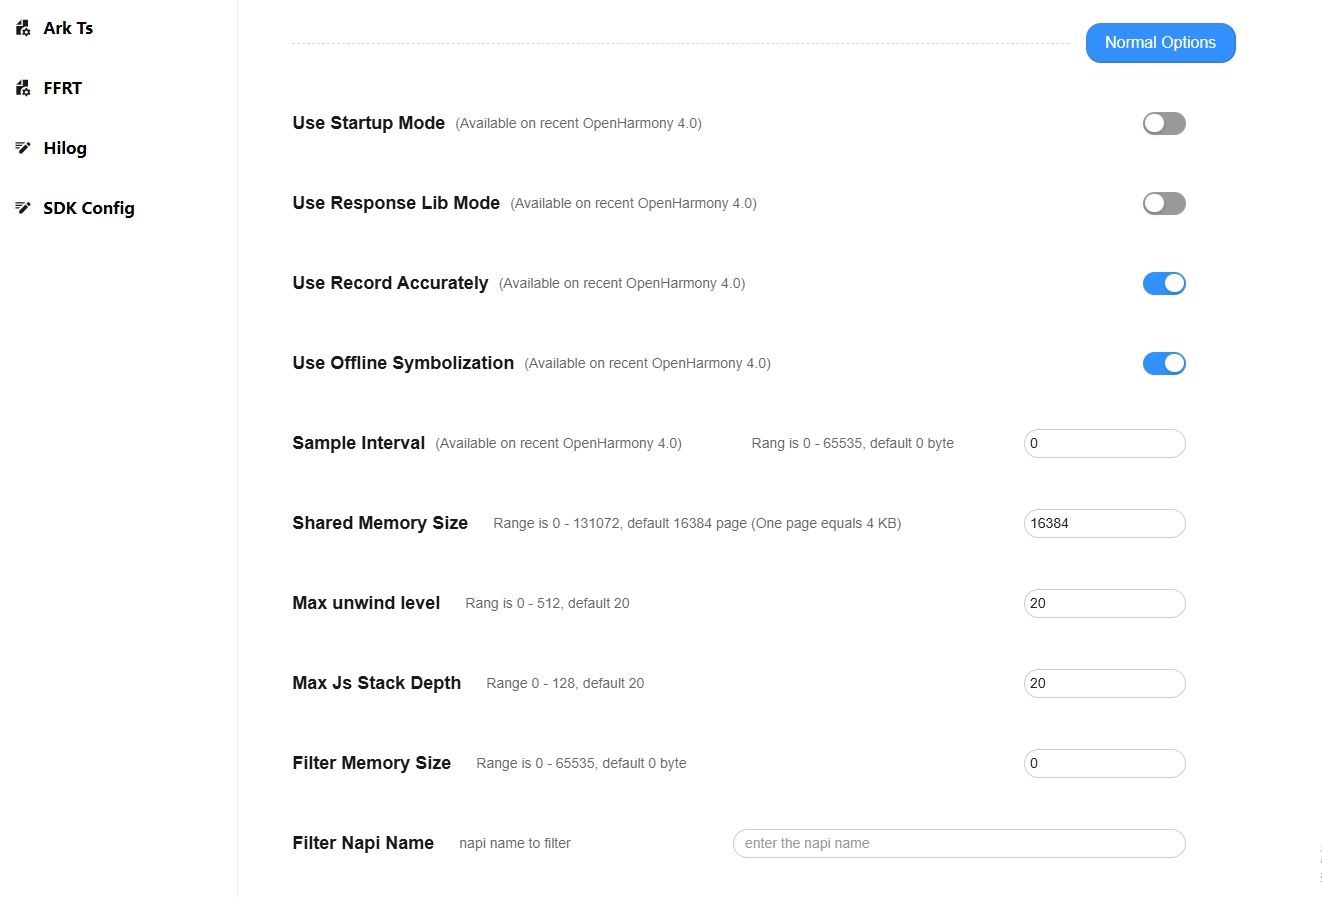 Ark Ts
FFRT
Hilog
SDK Config
Normal Options
Use Startup Mode (Available on recent OpenHarmony 4.0)
Use Response Lib Mode (Available on recent OpenHarmony 4.0)
Use Record Accurately (Available on recent OpenHarmony 4.0)
Use Offline Symbolization (Available on recent OpenHarmony 4.0)
Sample Interval (Available on recent OpenHarmony 4.0) Rang is 0 - 65535, default 0 byte 0
Shared Memory Size Range is 0 - 131072, default 16384 page (One page equals 4 KB) 16384
Max unwind level Rang is 0 - 512, default 20 20
Max Js Stack Depth Range 0 - 128, default 20 20
Filter Memory Size Range is 0 - 65535, default 0 byte 0
Filter Napi Name napi name to filter enter the napi name